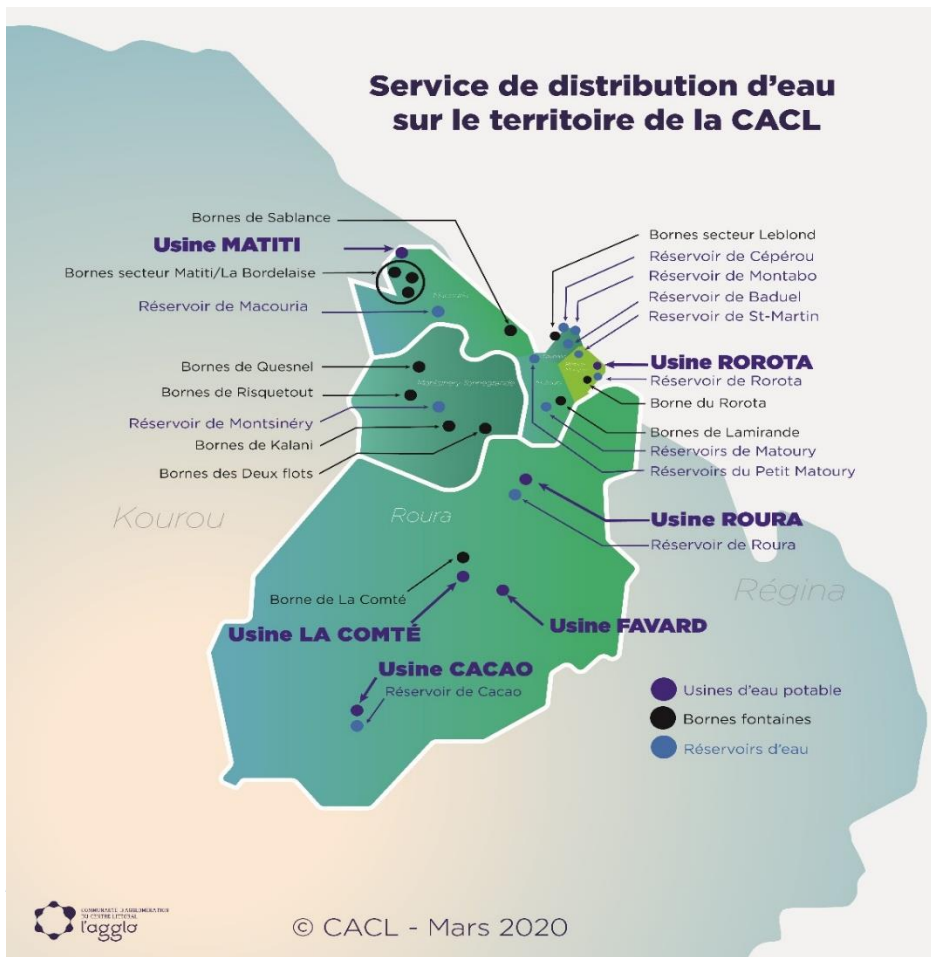 Service de distribution d'eau
sur le territoire de la CACL
Bornes de Sablance
Usine MATITI
Bornes secteur Matiti/La Bordelaise
Réservoir de Macouria
Bornes de Quesnel
Bornes de Risquetout
Réservoir de Montsinéry
Bornes de Kalani
Bornes des Deux flots
Bornes secteur Leblond
Réservoir de Cépérou
Réservoir de Montabo
Réservoir de Baduel
Reservoir de St-Martin
Usine ROROTA
Réservoir de Rorota
Borne du Rorota
Bornes de Lamirande
Réservoirs de Matoury
Réservoirs du Petit Matoury
Kourou
Roura
Usine ROURA
Réservoir de Roura
Régina
Borne de La Comté
Usine LA COMTÉ
Usine FAVARD
Usine CACAO
Réservoir de Cacao
Usines d'eau potable
Bornes fontaines
Réservoirs d'eau
COMMUNAUTÉ D'AGGLOMÉRATION
DU CENTRE LITTORAL
l'agglo
© CACL - Mars 2020